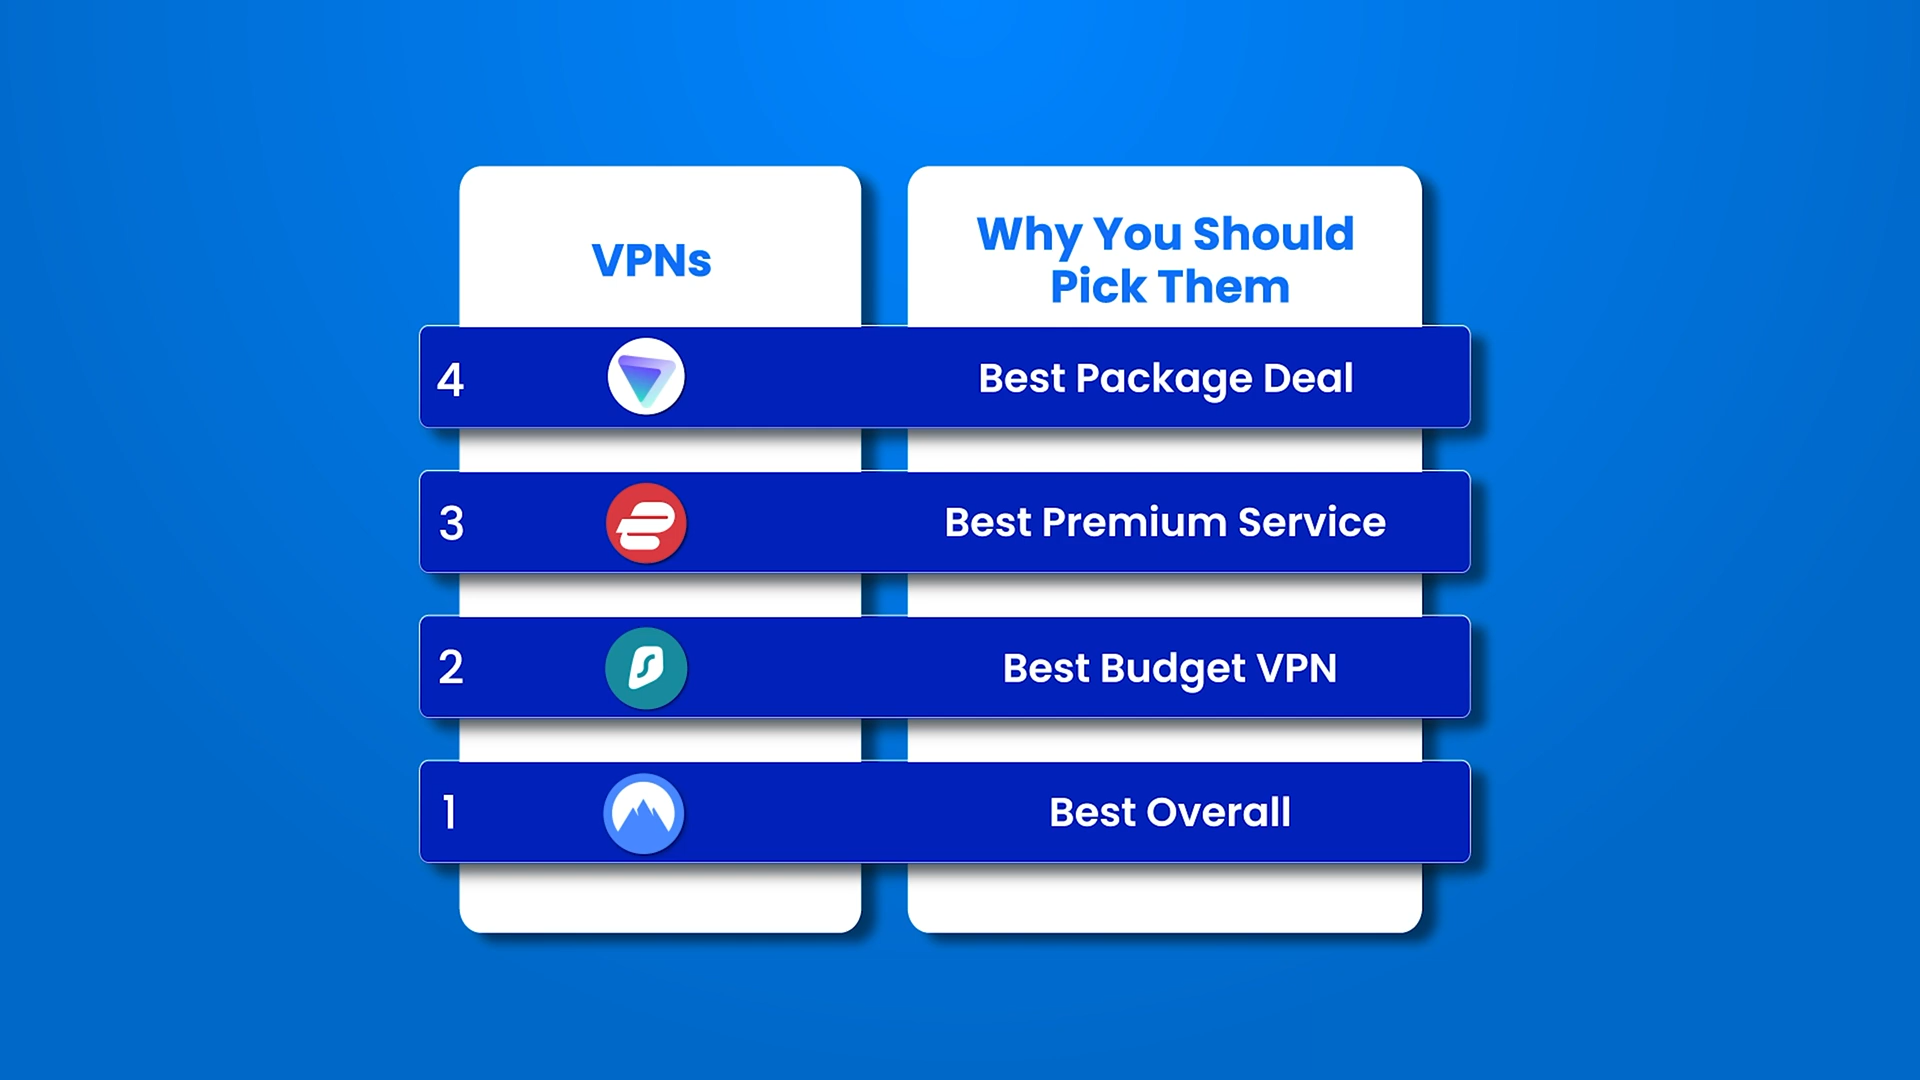 VPNs
Why You Should
Pick Them
4
Best Package Deal
3
Best Premium Service
2
Best Budget VPN
1
Best Overall